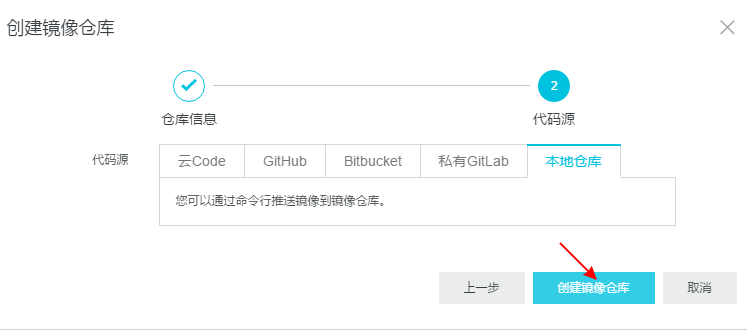 创建镜像仓库
2
仓库信息 代码源
代码源 云Code GitHub Bitbucket 私有GitLab 本地仓库
您可以通过命令行推送镜像到镜像仓库。
上一步 创建镜像仓库 取消